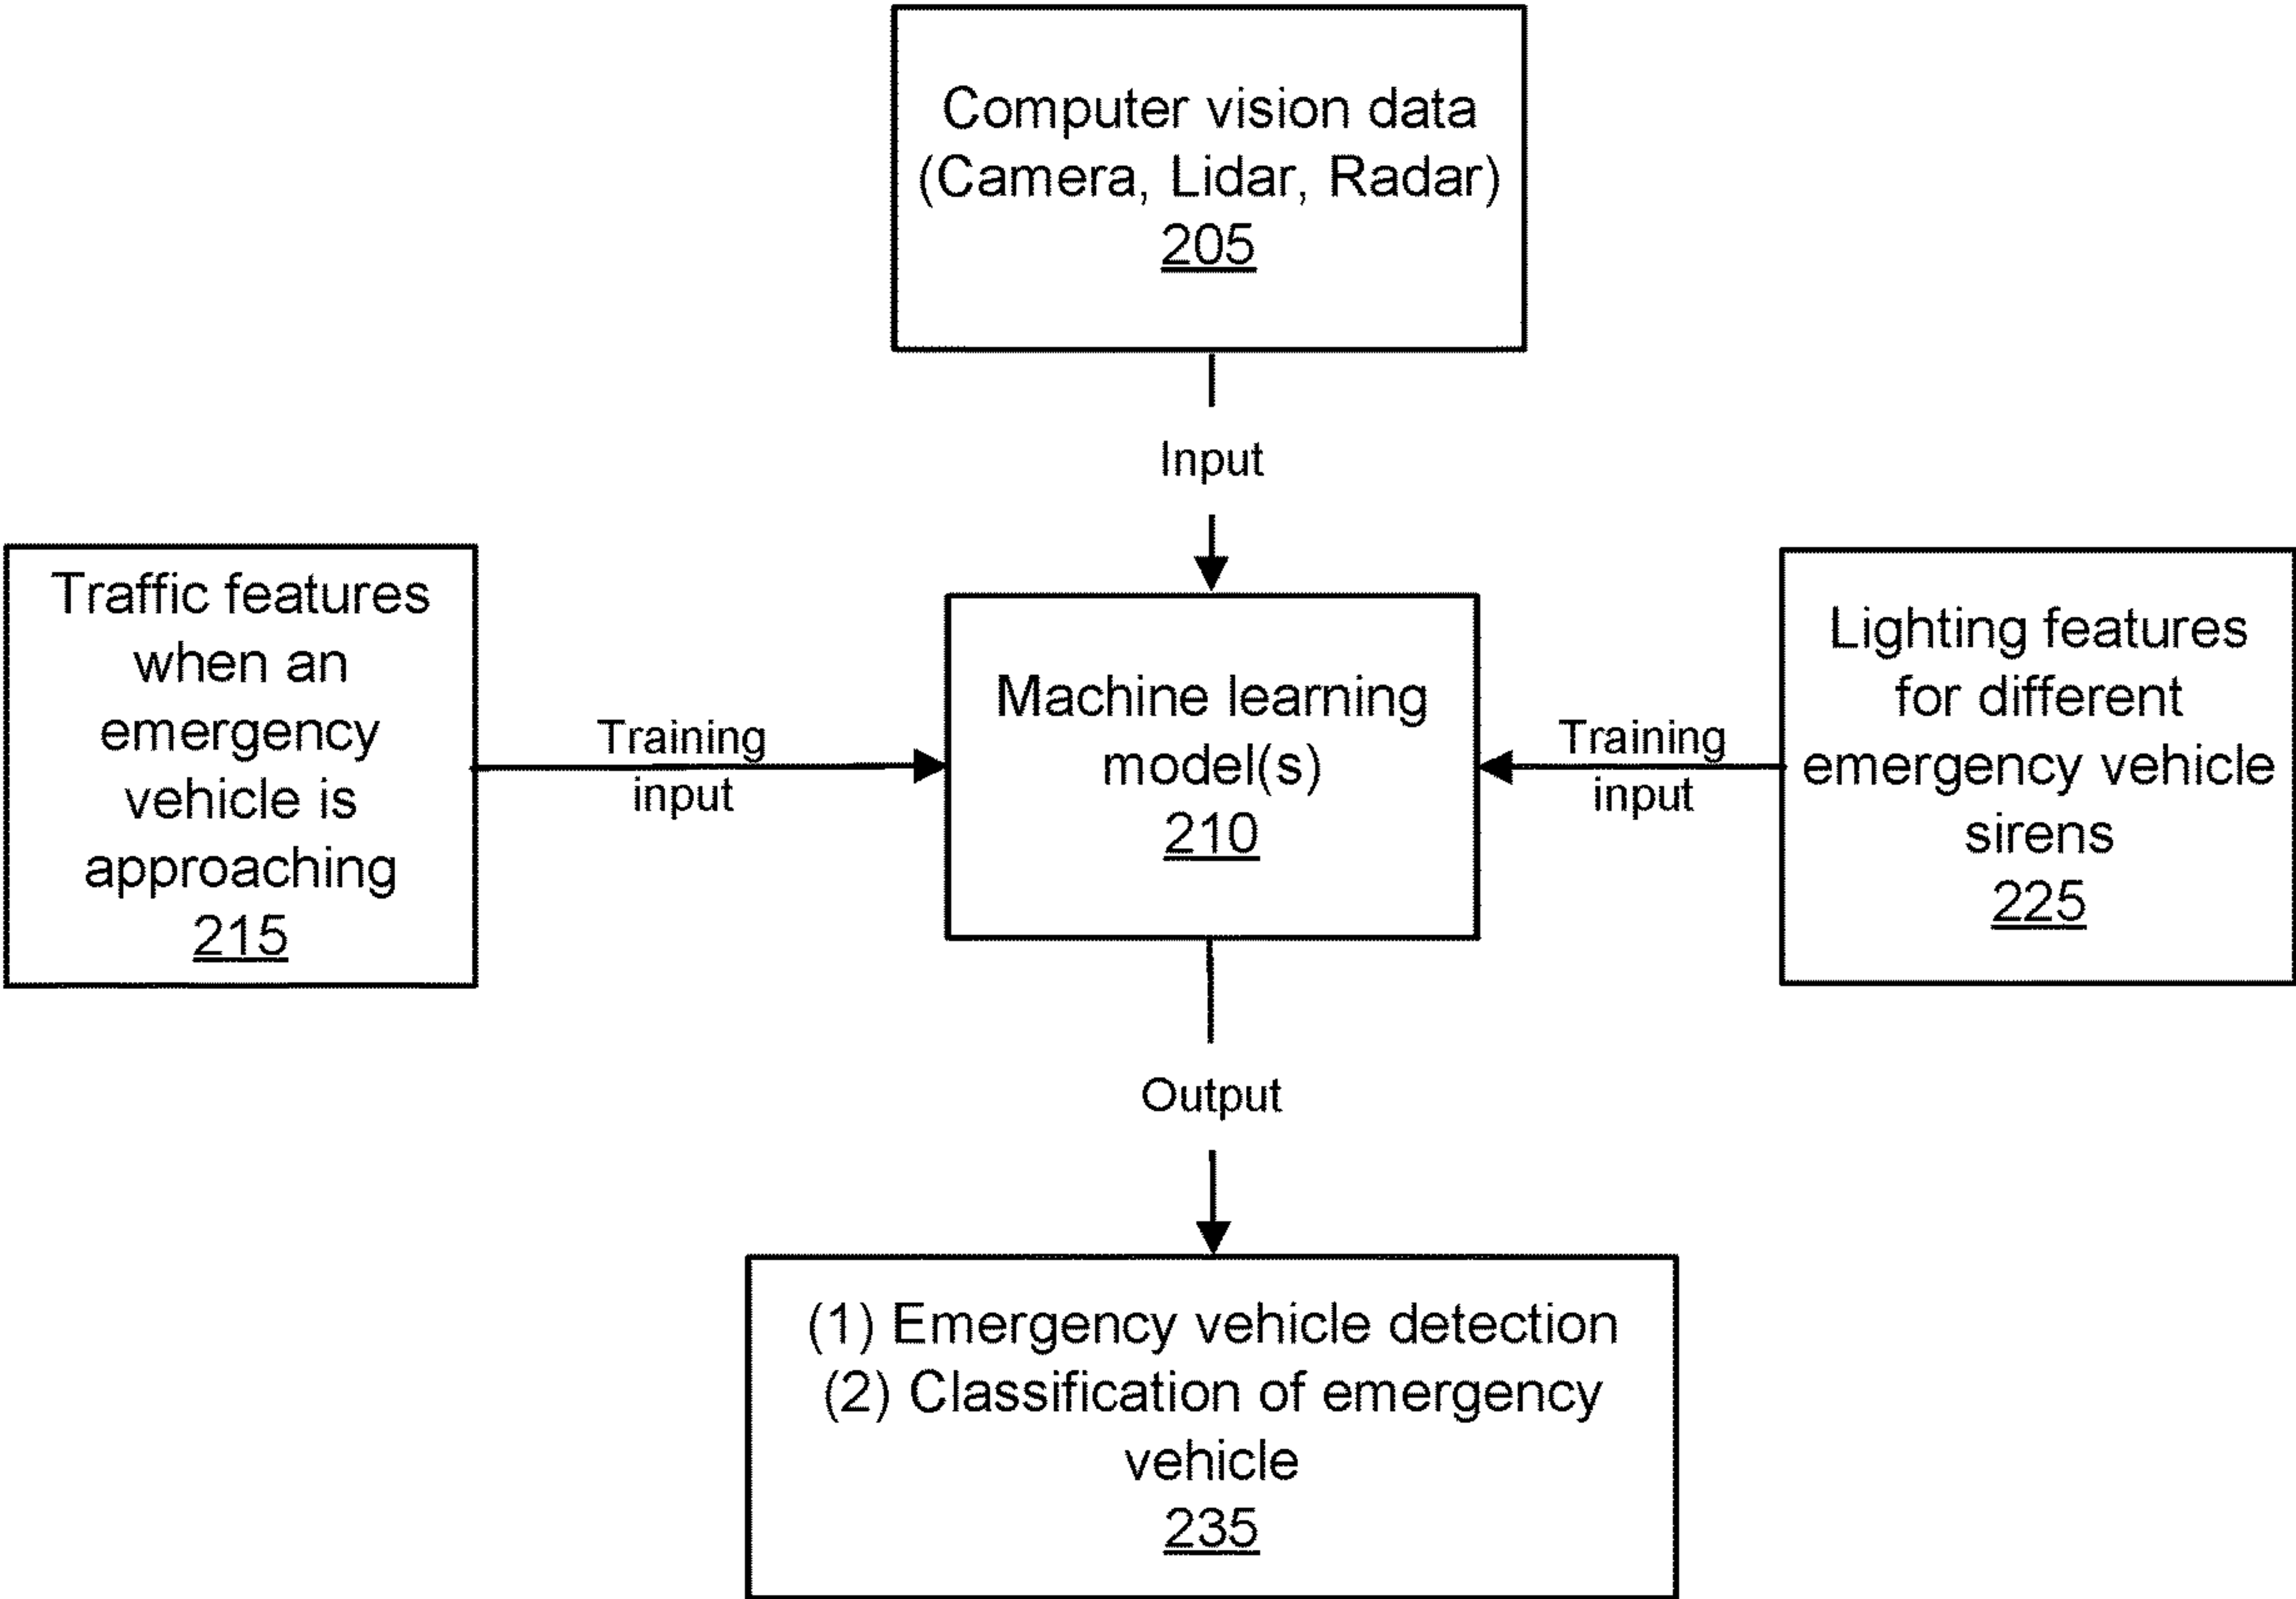 Computer vision data
(Camera, Lidar, Radar)
205
Input
Traffic features
when an
emergency
vehicle is
approaching
215
Training
input
Machine learning
model(s)
210
Training
input
Lighting features
for different
emergency vehicle
sirens
225
Output
(1) Emergency vehicle detection
(2) Classification of emergency
vehicle
235